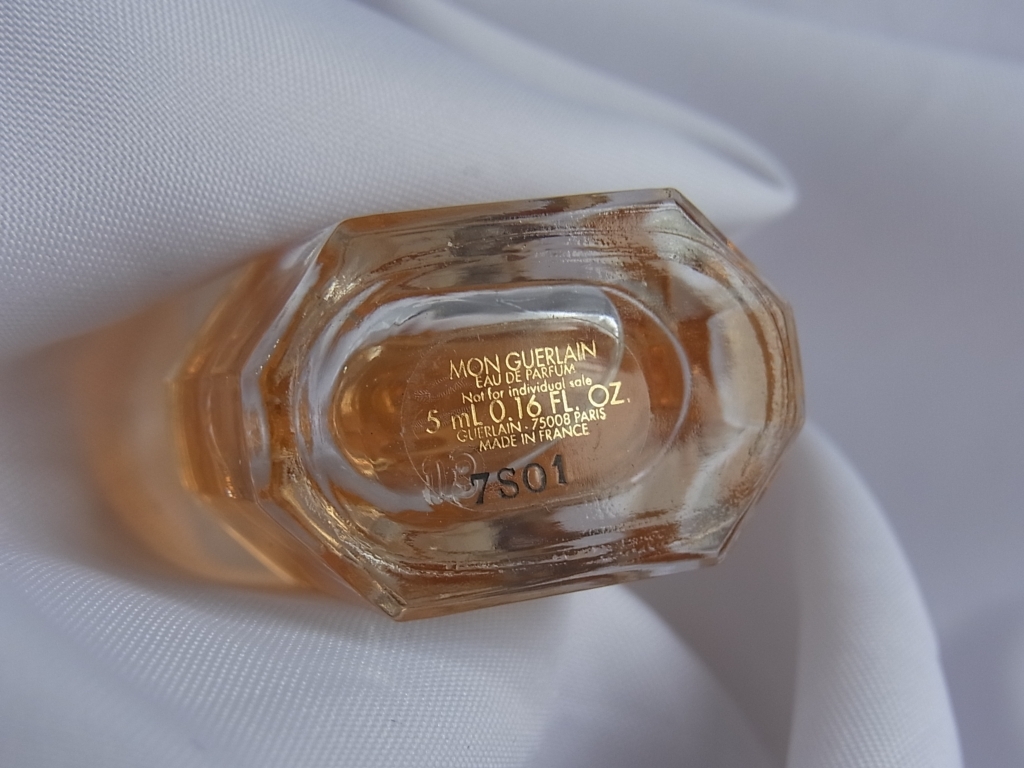 MON GUERLAIN
EAU DE PARFUM
Not for individual sale
5 mL 0.16 FL. OZ.
GUERLAIN - 75008 PARIS
MADE IN FRANCE
7S01